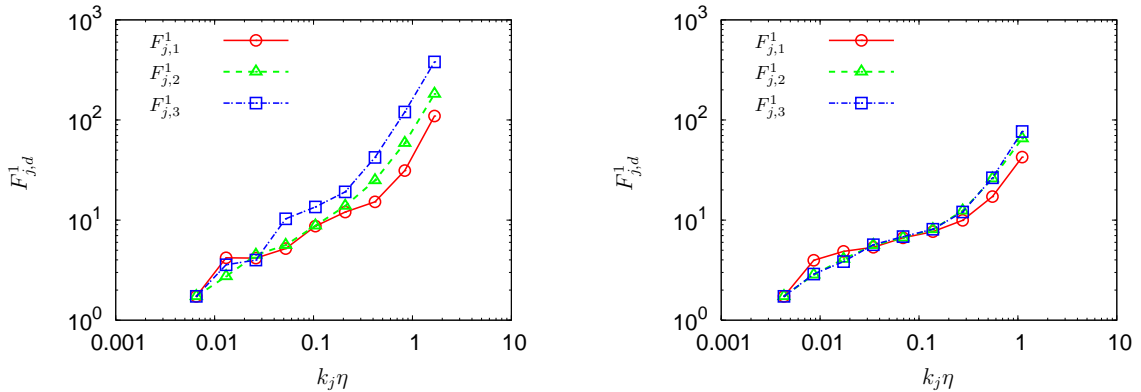 10^3
10^2
10^1
10^0
F^1_{j,d}
F^1_{j,1}
F^1_{j,2}
F^1_{j,3}
0.001 0.01 0.1 1 10
k_jη
10^3
10^2
10^1
10^0
F^1_{j,d}
F^1_{j,1}
F^1_{j,2}
F^1_{j,3}
0.001 0.01 0.1 1 10
k_jη